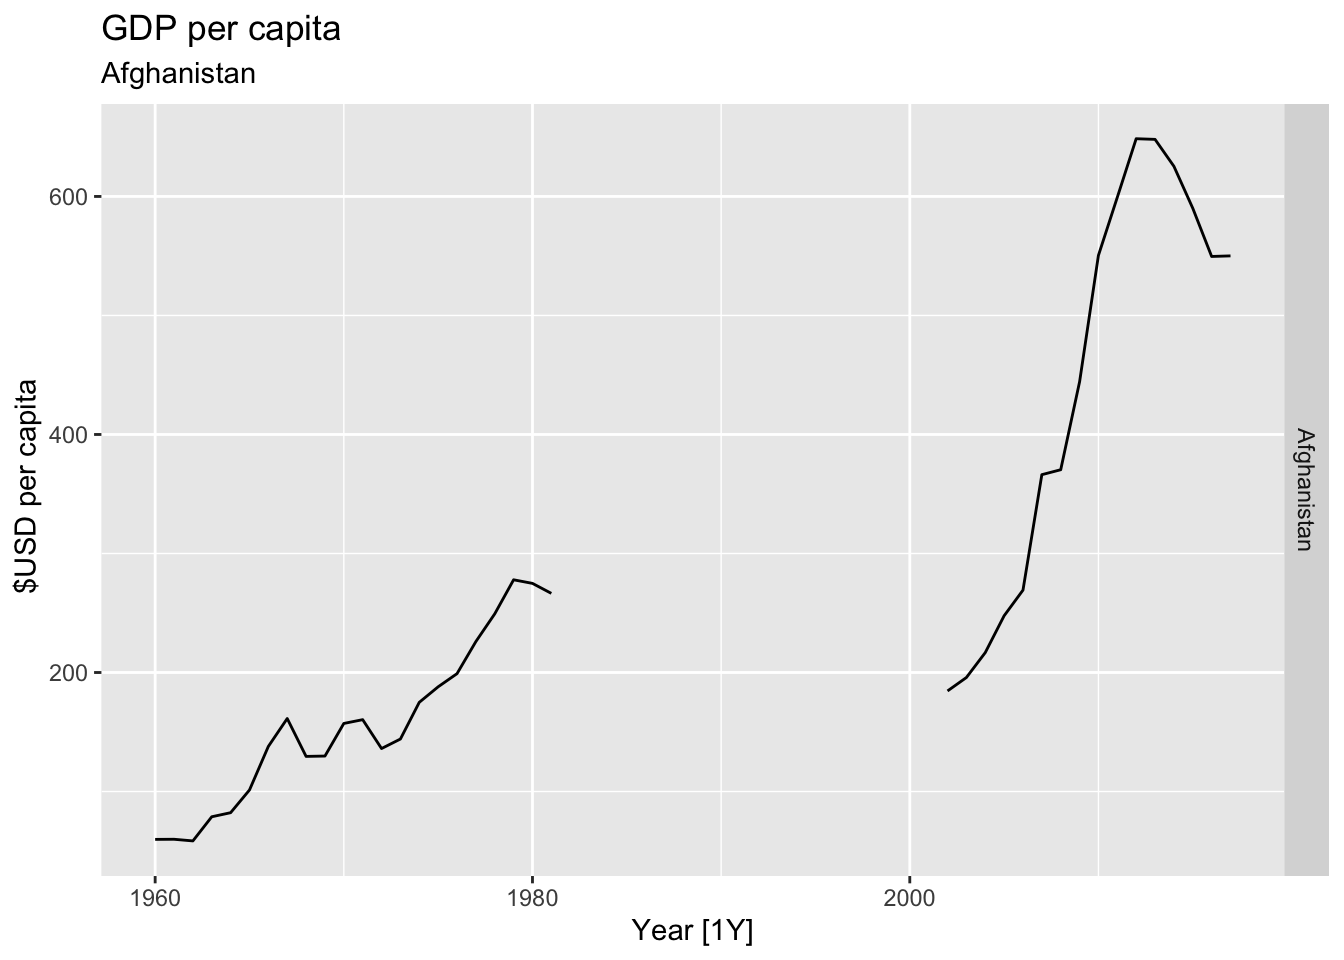 GDP per capita
Afghanistan
$USD per capita
600
400
200
Afghanistan
1960
1980
2000
Year [1Y]